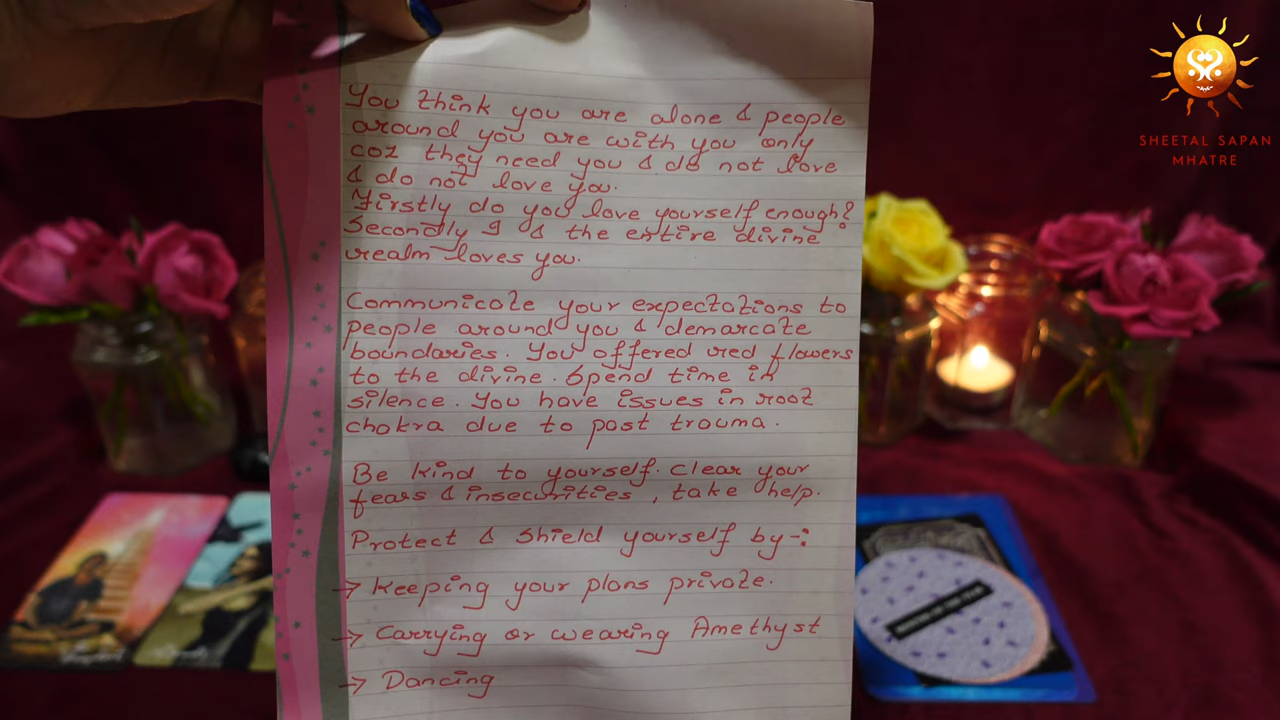 You think you are alone & people
around you are with you only
coz they need you & do not love
& do not love you.
Firstly do you love yourself enough?
Secondly I & the entire divine
realm loves you.
Communicate your expectations to
people around you & demarcate
boundaries. You offered red flowers
to the divine. Spend time in
silence. You have issues in root
chakra due to past trauma.
Be kind to yourself. Clear your
fears & insecurities, take help.
Protect & shield yourself by-:
→ Keeping your plans private.
→ Carrying or wearing Amethyst
→ Dancing
SHEETAL SAPAN
MHATRE